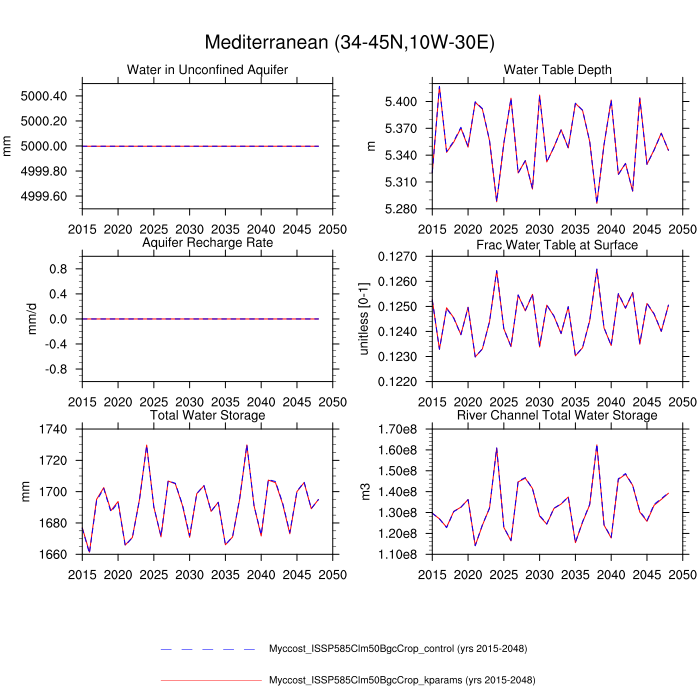 Mediterranean (34-45N,10W-30E)
Water in Unconfined Aquifer
5000.40
5000.20
5000.00
4999.80
4999.60
mm
2015 2020 2025 2030 2035 2040 2045 2050
Water Table Depth
5.400
5.370
5.340
5.310
5.280
m
2015 2020 2025 2030 2035 2040 2045 2050
Aquifer Recharge Rate
0.8
0.4
0.0
-0.4
-0.8
mm/d
2015 2020 2025 2030 2035 2040 2045 2050
Frac Water Table at Surface
0.1270
0.1260
0.1250
0.1240
0.1230
0.1220
unitless [0-1]
2015 2020 2025 2030 2035 2040 2045 2050
Total Water Storage
1740
1720
1700
1680
1660
mm
2015 2020 2025 2030 2035 2040 2045 2050
River Channel Total Water Storage
1.70e8
1.60e8
1.50e8
1.40e8
1.30e8
1.20e8
1.10e8
m3
2015 2020 2025 2030 2035 2040 2045 2050
Myccost_ISSP585Clm50BgcCrop_control (yrs 2015-2048)
Myccost_ISSP585Clm50BgcCrop_kparams (yrs 2015-2048)